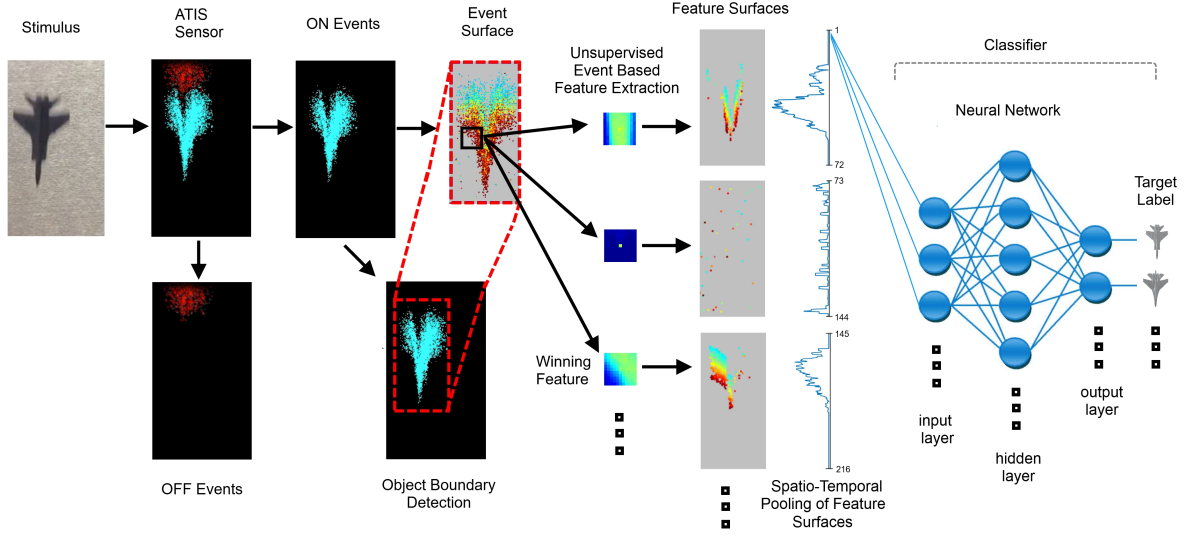 Stimulus
ATIS
Sensor
ON Events
Event
Surface
Feature Surfaces
Unsupervised
Event Based
Feature Extraction
Classifier
Neural Network
1
72
73
144
145
216
Target
Label
Winning
Feature
OFF Events
Object Boundary
Detection
Spatio-Temporal
Pooling of Feature
Surfaces
input
layer
hidden
layer
output
layer